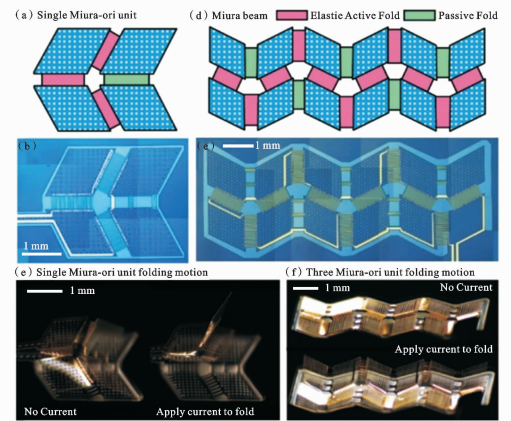 (a) Single Miura-ori unit
(d) Miura beam
Elastic Active Fold
Passive Fold
(b)
1 mm
(e)
1 mm
(e) Single Miura-ori unit folding motion
1 mm
No Current
Apply current to fold
(f) Three Miura-ori unit folding motion
1 mm
No Current
Apply current to fold